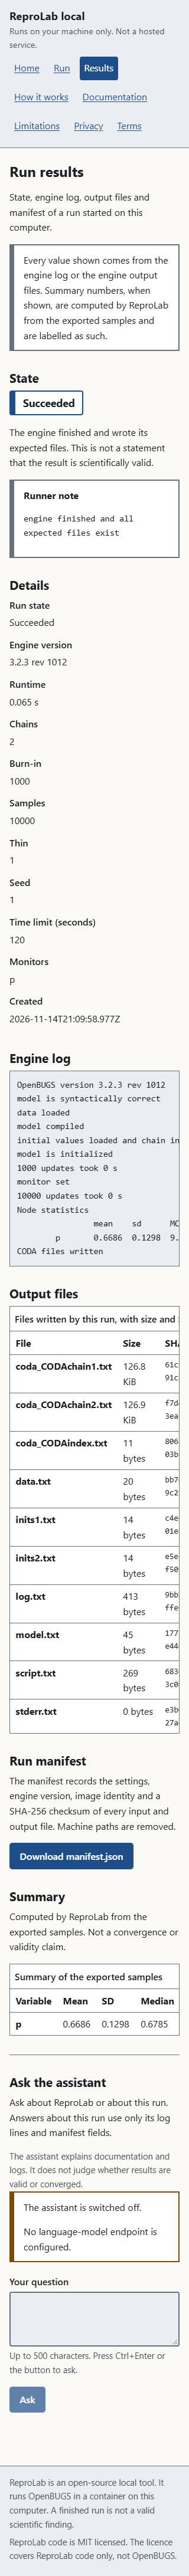 ReproLab local
Runs on your machine only. Not a hosted
service.
Home Run Results
How it works Documentation
Limitations Privacy Terms
Run results
State, engine log, output files and
manifest of a run started on this
computer.
Every value shown comes from the
engine log or the engine output
files. Summary numbers, when
shown, are computed by ReproLab
from the exported samples and
are labelled as such.
State
Succeeded
The engine finished and wrote its
expected files. This is not a statement
that the result is scientifically valid.
Runner note
engine finished and all
expected files exist
Details
Run state
Succeeded
Engine version
3.2.3 rev 1012
Runtime
0.065 s
Chains
2
Burn-in
1000
Samples
10000
Thin
1
Seed
1
Time limit (seconds)
120
Monitors
p
Created
2026-11-14T21:09:58.977Z
Engine log
OpenBUGS version 3.2.3 rev 1012
model is syntactically correct
data loaded
model compiled
initial values loaded and chain in
model is initialized
1000 updates took 0 s
monitor set
10000 updates took 0 s
Node statistics
mean sd MC
p 0.6686 0.1298 9.
CODA files written
Output files
Files written by this run, with size and
File Size SHA
coda_CODAchain1.txt 126.8 KiB
coda_CODAchain2.txt 126.9 KiB
coda_CODAindex.txt 11 bytes
data.txt 20 bytes
inits1.txt 14 bytes
inits2.txt 14 bytes
log.txt 413 bytes
model.txt 45 bytes
script.txt 269 bytes
stderr.txt 0 bytes
Run manifest
The manifest records the settings,
engine version, image identity and a
SHA-256 checksum of every input and
output file. Machine paths are removed.
Download manifest.json
Summary
Computed by ReproLab from the
exported samples. Not a convergence or
validity claim.
Summary of the exported samples
Variable Mean SD Median
p 0.6686 0.1298 0.6785
Ask the assistant
Ask about ReproLab or about this run.
Answers about this run use only its log
lines and manifest fields.
The assistant explains documentation and
logs. It does not judge whether results are
valid or converged.
The assistant is switched off.
No language-model endpoint is
configured.
Your question
Up to 500 characters. Press Ctrl+Enter or
the button to ask.
Ask
ReproLab is an open-source local tool. It
runs OpenBUGS in a container on this
computer. A finished run is not a valid
scientific finding.
ReproLab code is MIT licensed. The licence
covers ReproLab code only, not OpenBUGS.